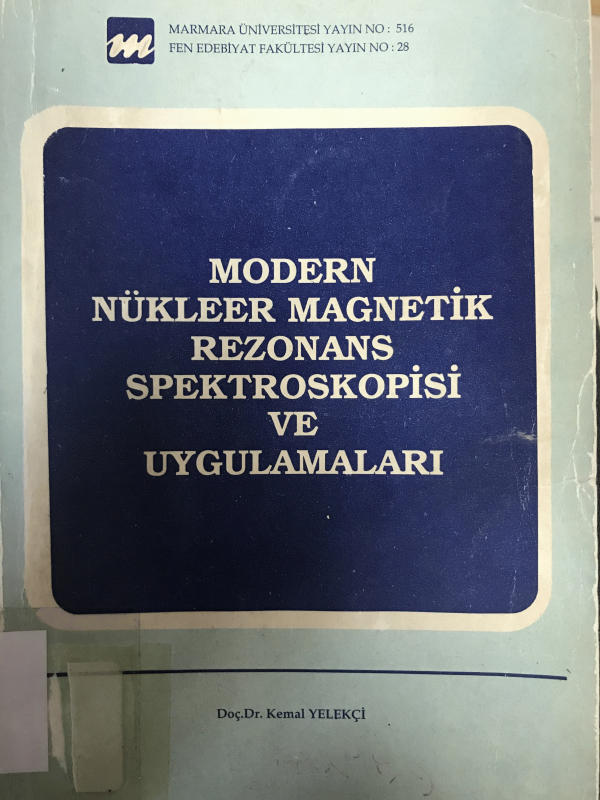 m
MARMARA ÜNİVERSİTESİ YAYIN NO : 516
FEN EDEBİYAT FAKÜLTESİ YAYIN NO : 28
MODERN
NÜKLEER MAGNETİK
REZONANS
SPEKTROSKOPİSİ
VE
UYGULAMALARI
Doç.Dr. Kemal YELEKÇİ